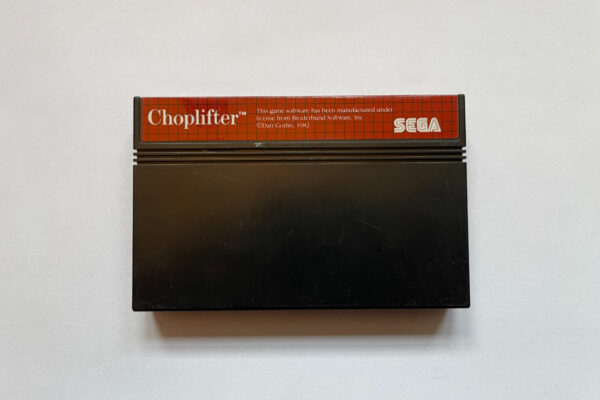 Choplifter™
This game software has been manufactured under
license from Broderbund Software, Inc
©Dan Gorlin, 1982
SEGA